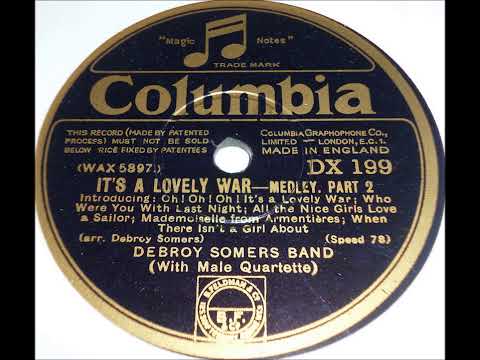 "Magic Notes"
TRADE MARK
Columbia
THIS RECORD (MADE BY PATENTED
PROCESS) MUST NOT BE SOLD
BELOW PRICE FIXED BY PATENTEES
COLUMBIA GRAPHOPHONE CO.,
LIMITED — LONDON, E.C.1.
MADE IN ENGLAND
(WAX 5897.)
DX 199
IT'S A LOVELY WAR—MEDLEY. PART 2
Introducing: Oh! Oh! Oh! It's a Lovely War; Who
Were You With Last Night; All the Nice Girls Love
a Sailor; Mademoiselle from Armentières; When
There Isn't a Girl About
(arr. Debroy Somers) (Speed 78)
DEBROY SOMERS BAND
(With Male Quartette)
B. FELDMAN & CO
B.F.